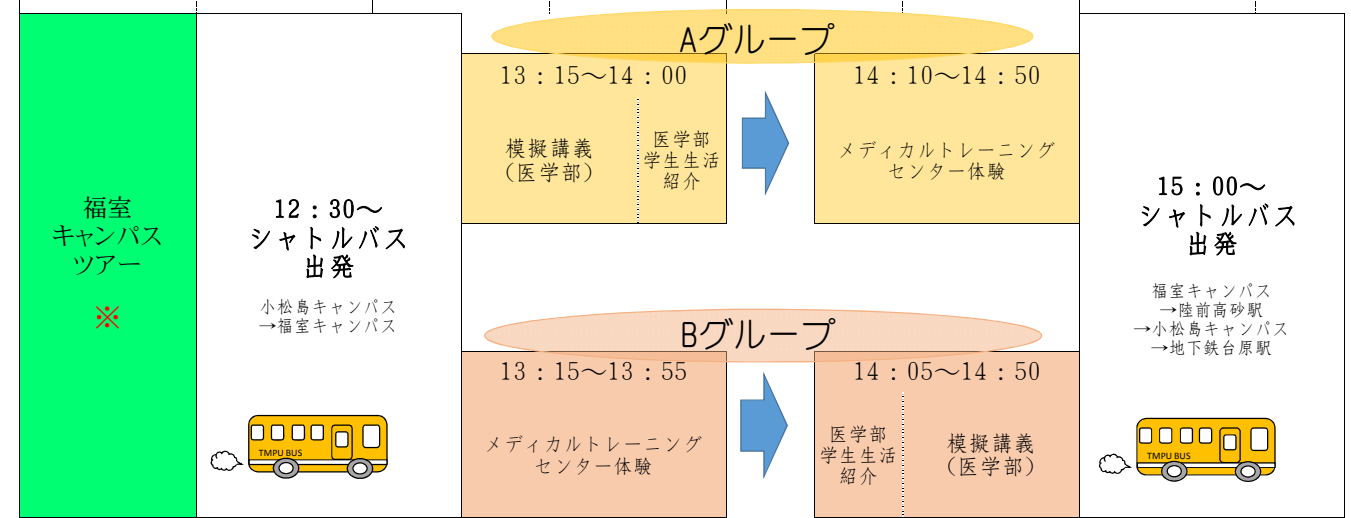 福室
キャンパス
ツアー
※
12：30～
シャトルバス
出発
小松島キャンパス
→福室キャンパス
TMPU BUS
Aグループ
13：15～14：00
模擬講義
（医学部）
医学部
学生生活
紹介
14：10～14：50
メディカルトレーニング
センター体験
Bグループ
13：15～13：55
メディカルトレーニング
センター体験
14：05～14：50
医学部
学生生活
紹介
模擬講義
（医学部）
15：00～
シャトルバス
出発
福室キャンパス
→陸前高砂駅
→小松島キャンパス
→地下鉄台原駅
TMPU BUS